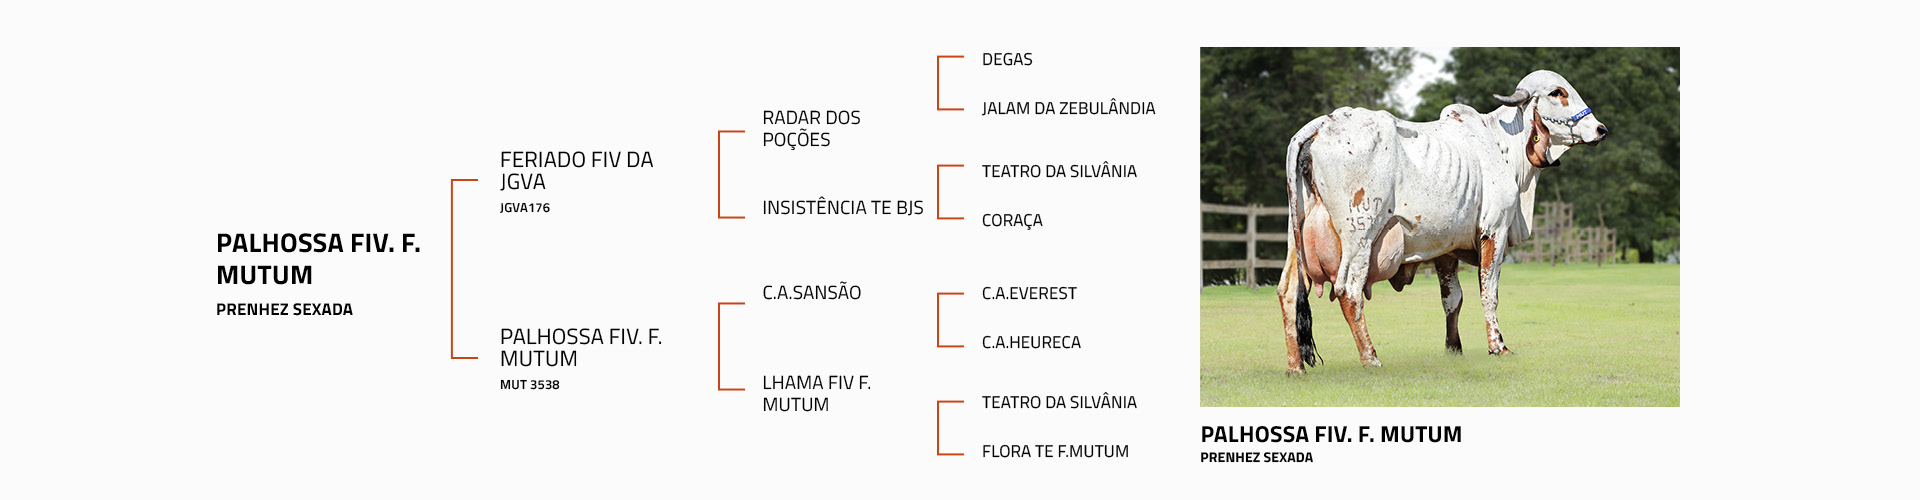 PALHOSSA FIV. F.
MUTUM
PRENHEZ SEXADA
FERIADO FIV DA
JGVA
JGVA176
PALHOSSA FIV. F.
MUTUM
MUT 3538
RADAR DOS
POÇÕES
INSISTÊNCIA TE BJS
C.A.SANSÃO
LHAMA FIV F.
MUTUM
DEGAS
JALAM DA ZEBULÂNDIA
TEATRO DA SILVÂNIA
CORAÇA
C.A.EVEREST
C.A.HEURECA
TEATRO DA SILVÂNIA
FLORA TE F.MUTUM
MUT
PALHOSSA FIV. F. MUTUM
PRENHEZ SEXADA